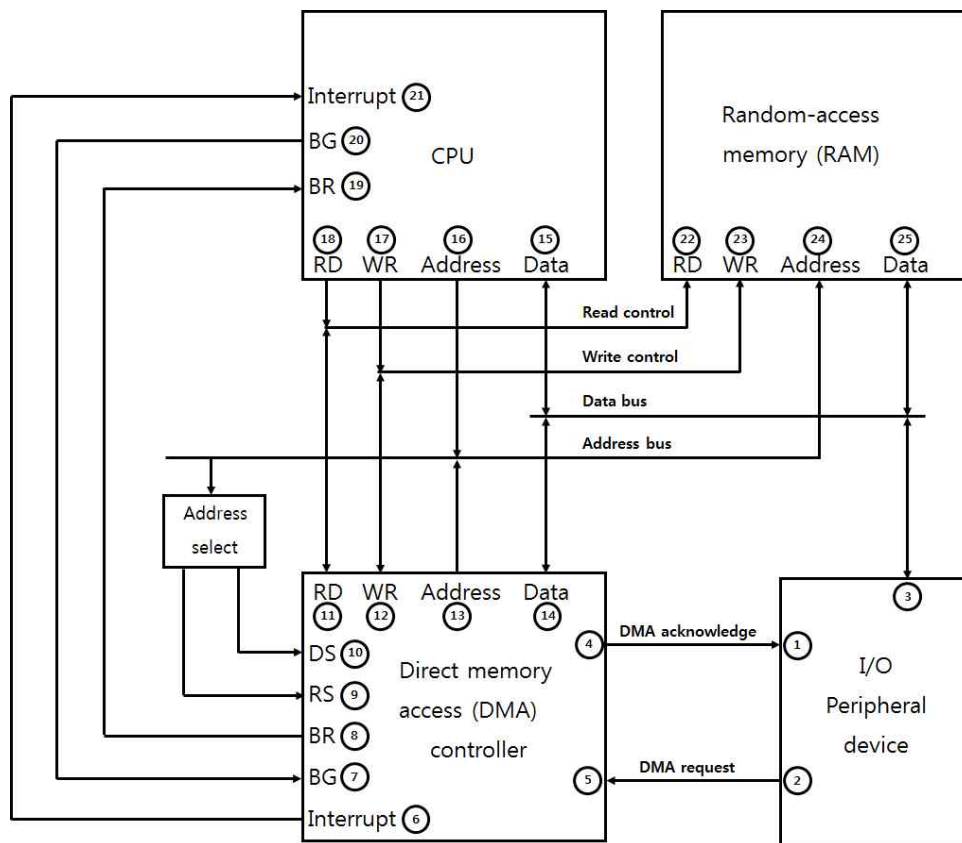 Interrupt 21
BG 20
CPU
BR 19
Random-access
memory (RAM)
18 17 16 15
RD WR Address Data
22 23 24 25
RD WR Address Data
Read control
Write control
Data bus
Address bus
Address
select
RD WR Address Data
11 12 13 14
3
DS 10
RS 9
BR 8
BG 7
Interrupt 6
Direct memory
access (DMA)
controller
4 DMA acknowledge 1
5 DMA request 2
I/O
Peripheral
device